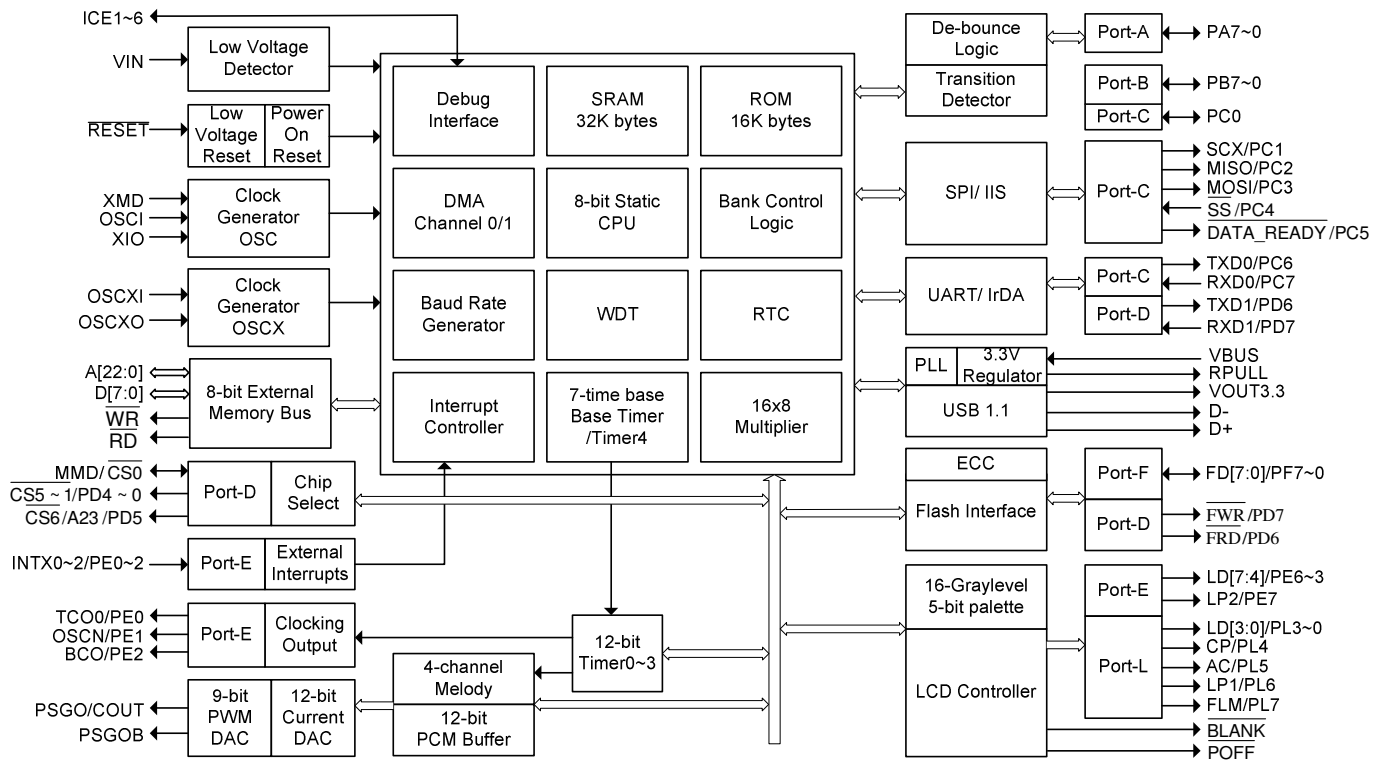 ICE1~6
VIN
Low Voltage
Detector
RESET
Low
Voltage
Reset
Power
On
Reset
XMD
OSCI
XIO
Clock
Generator
OSC
OSCXI
OSCXO
Clock
Generator
OSCX
A[22:0]
D[7:0]
WR
RD
8-bit External
Memory Bus
MMD/CS0
CS5 ~ 1/PD4 ~ 0
CS6/A23/PD5
Port-D
Chip
Select
INTX0~2/PE0~2
Port-E
External
Interrupts
TCO0/PE0
OSCN/PE1
BCO/PE2
Port-E
Clocking
Output
PSGO/COUT
PSGOB
9-bit
PWM
DAC
12-bit
Current
DAC
Debug
Interface
SRAM
32K bytes
ROM
16K bytes
DMA
Channel 0/1
8-bit Static
CPU
Bank Control
Logic
Baud Rate
Generator
WDT
RTC
Interrupt
Controller
7-time base
Base Timer
/Timer4
16x8
Multiplier
12-bit
Timer0~3
4-channel
Melody
12-bit
PCM Buffer
De-bounce
Logic
Transition
Detector
Port-A
PA7~0
Port-B
PB7~0
Port-C
PC0
SPI/ IIS
Port-C
SCX/PC1
MISO/PC2
MOSI/PC3
SS/PC4
DATA_READY/PC5
UART/ IrDA
Port-C
Port-D
TXD0/PC6
RXD0/PC7
TXD1/PD6
RXD1/PD7
PLL
3.3V
Regulator
USB 1.1
VBUS
RPULL
VOUT3.3
D-
D+
ECC
Flash Interface
Port-F
Port-D
FD[7:0]/PF7~0
FWR/PD7
FRD/PD6
16-Graylevel
5-bit palette
LCD Controller
Port-E
Port-L
LD[7:4]/PE6~3
LP2/PE7
LD[3:0]/PL3~0
CP/PL4
AC/PL5
LP1/PL6
FLM/PL7
BLANK
POFF